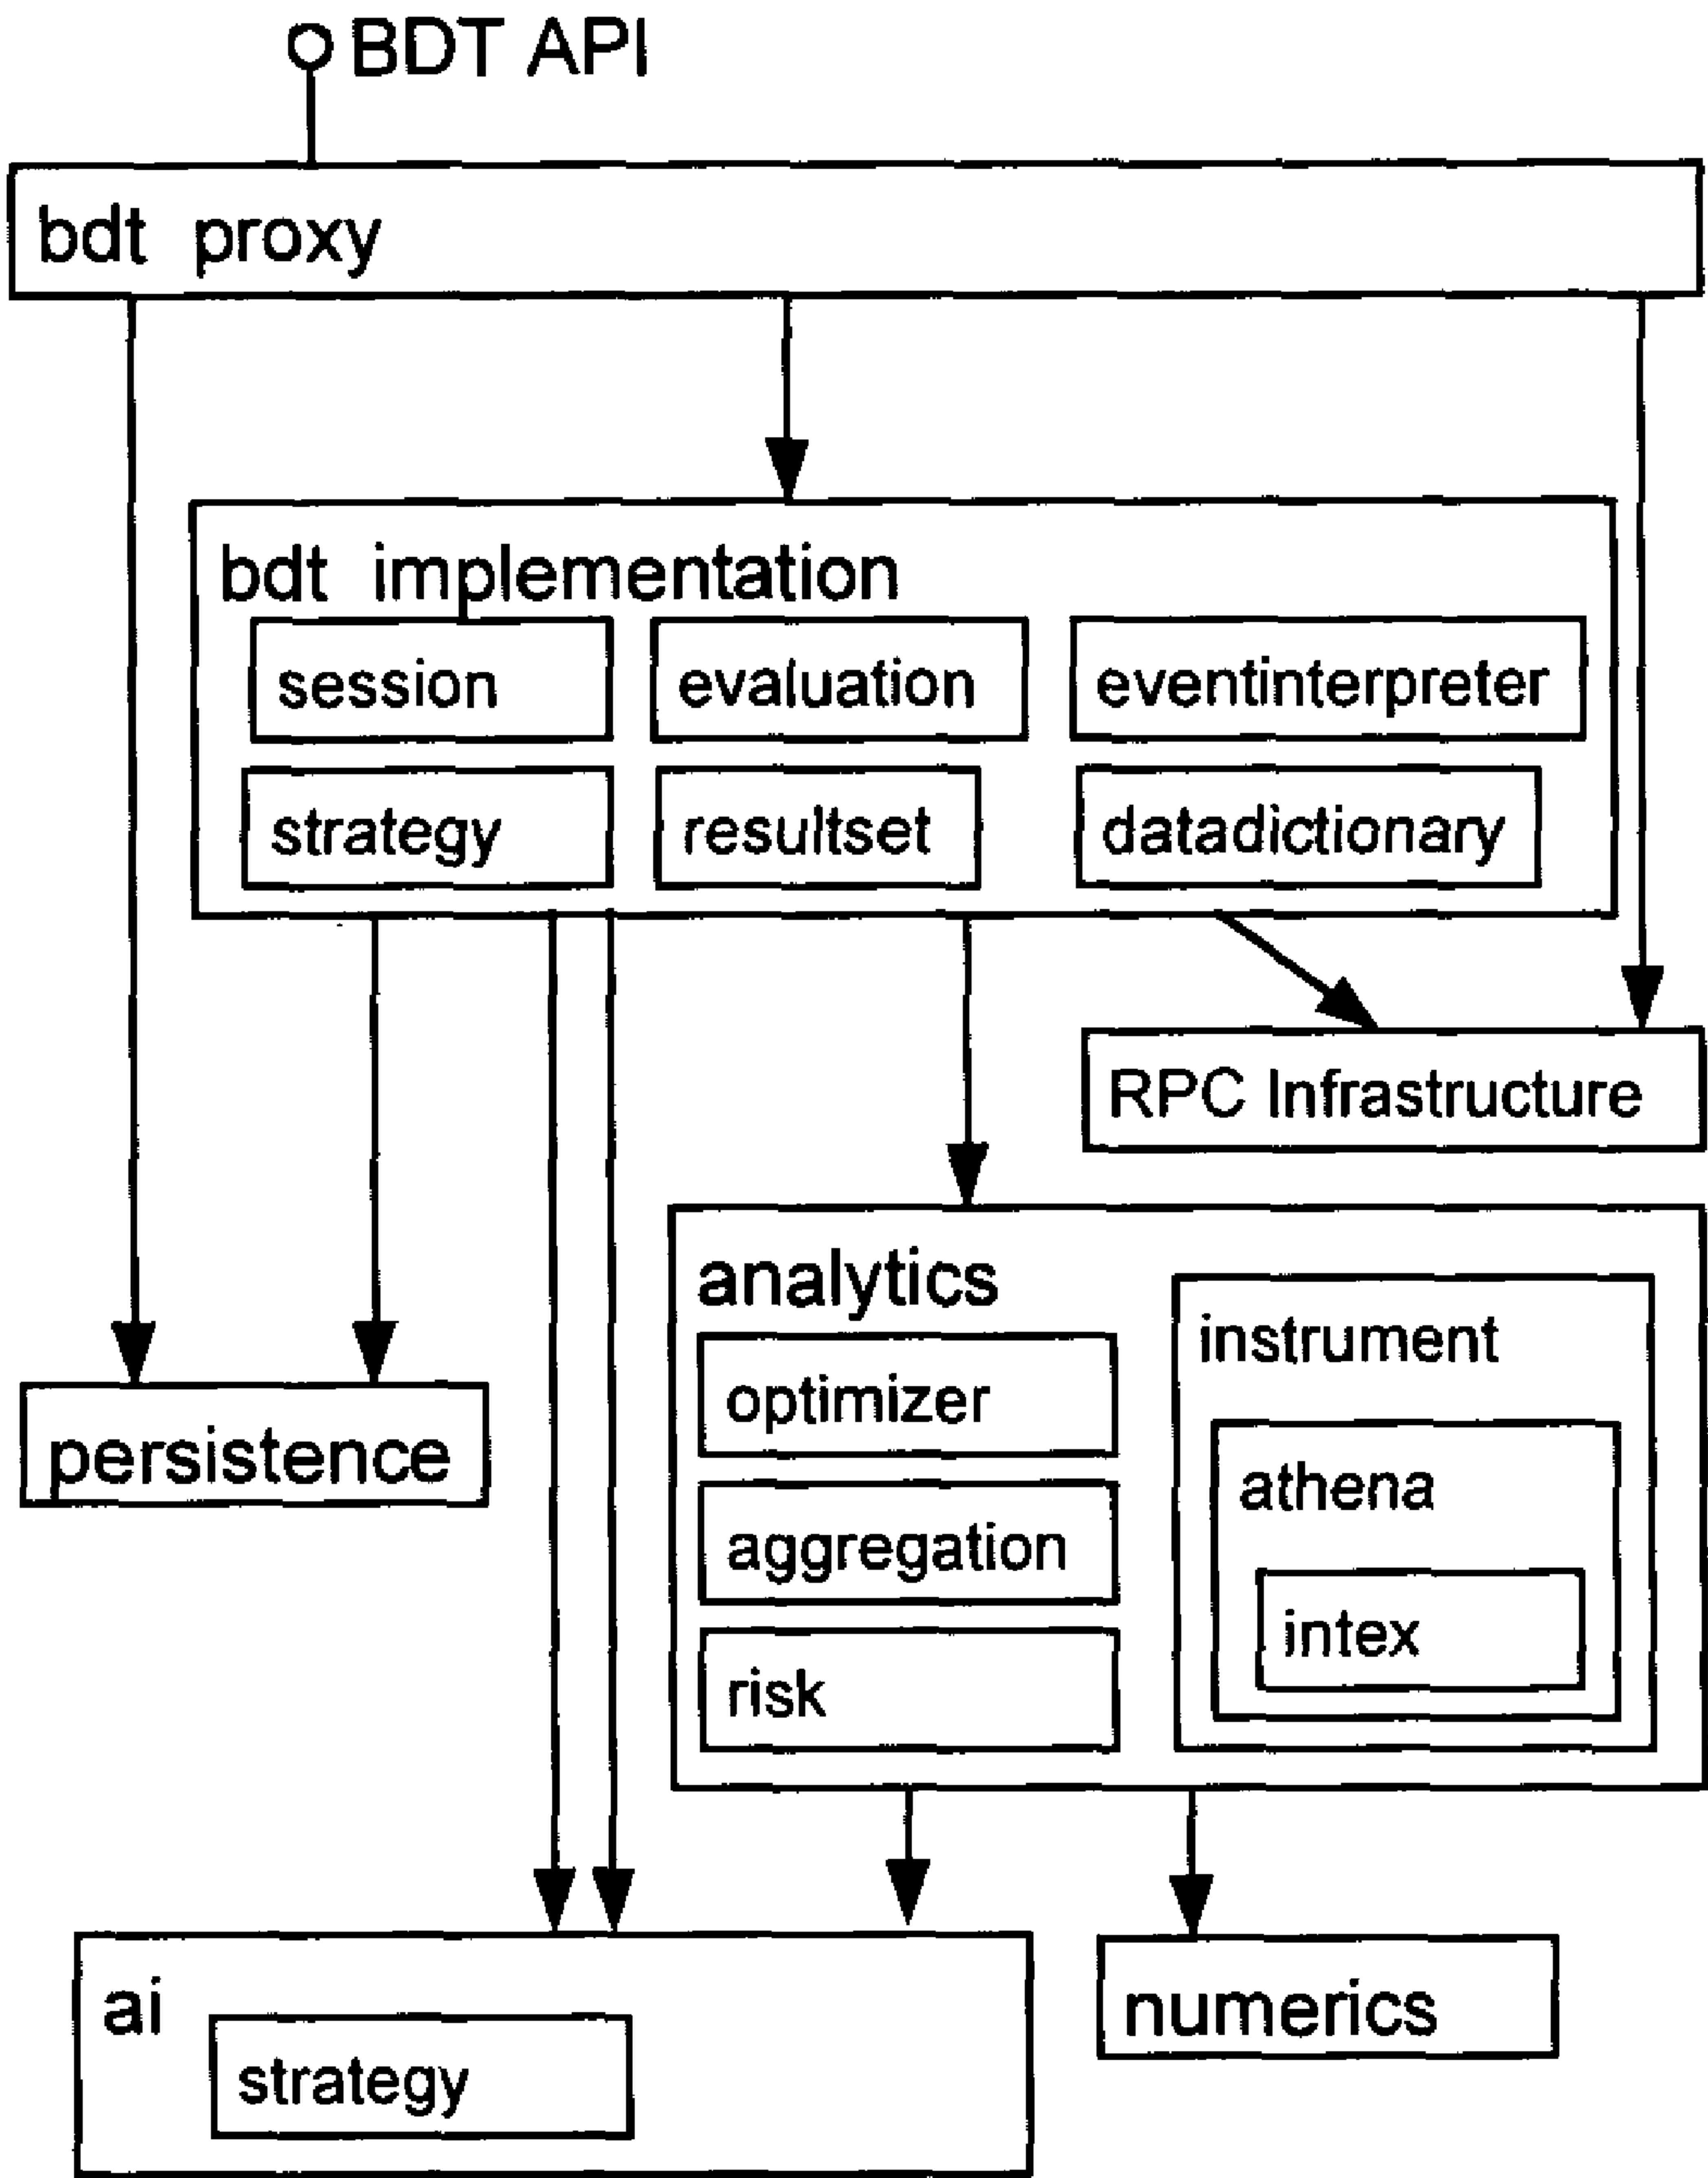 BDT API
bdt proxy
bdt implementation
session
evaluation
eventinterpreter
strategy
resultset
datadictionary
RPC Infrastructure
analytics
instrument
optimizer
persistence
athena
aggregation
intex
risk
ai
strategy
numerics